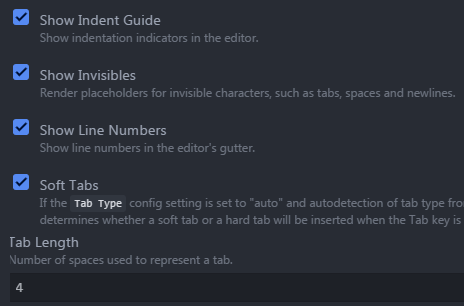 Show Indent Guide
Show indentation indicators in the editor.
Show Invisibles
Render placeholders for invisible characters, such as tabs, spaces and newlines.
Show Line Numbers
Show line numbers in the editor's gutter.
Soft Tabs
If the Tab Type config setting is set to "auto" and autodetection of tab type fro
determines whether a soft tab or a hard tab will be inserted when the Tab key is
Tab Length
Number of spaces used to represent a tab.
4